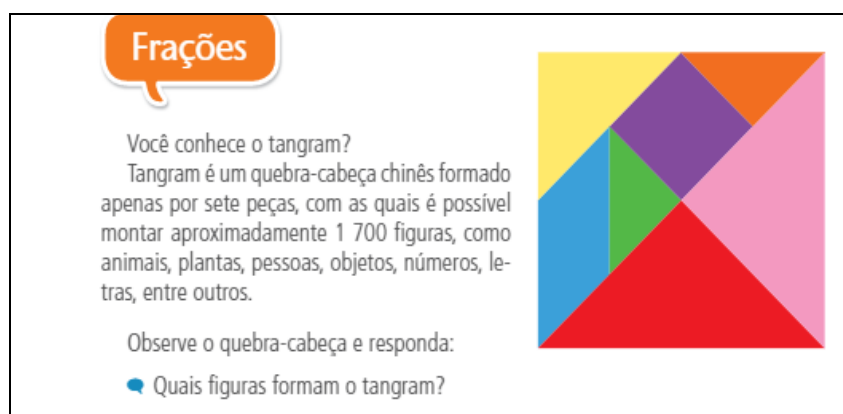 Frações
Você conhece o tangram?
Tangram é um quebra-cabeça chinês formado
apenas por sete peças, com as quais é possível
montar aproximadamente 1 700 figuras, como
animais, plantas, pessoas, objetos, números, le-
tras, entre outros.
Observe o quebra-cabeça e responda:
Quais figuras formam o tangram?